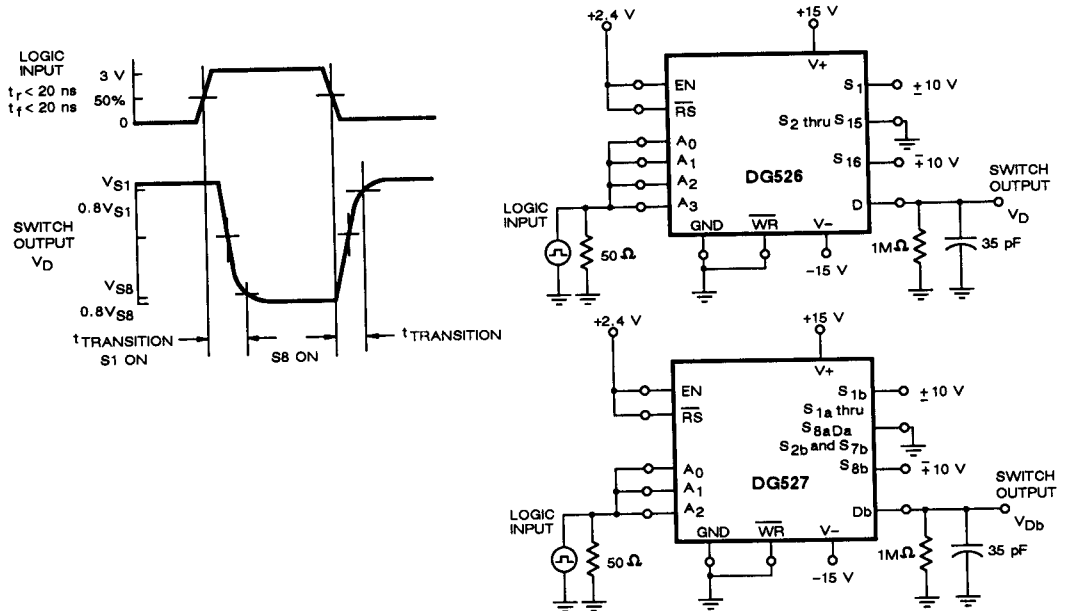 LOGIC
INPUT
tr < 20 ns
tf < 20 ns
3 V
50%
0
VS1
0.8VS1
SWITCH
OUTPUT
VD
VS8
0.8VS8
tTRANSITION
S1 ON
S8 ON
tTRANSITION
+2.4 V
+15 V
V+
EN
RS
A0
A1
A2
A3
S1
±10 V
S2 thru S15
S16
∓10 V
DG526
D
SWITCH
OUTPUT
VD
LOGIC
INPUT
50 Ω
GND
WR
V–
–15 V
1MΩ
35 pF
+2.4 V
+15 V
V+
EN
RS
A0
A1
A2
S1b
±10 V
S1a thru
S8aDa
S2b and S7b
S8b
∓10 V
DG527
Db
SWITCH
OUTPUT
VDb
LOGIC
INPUT
50 Ω
GND
WR
V–
–15 V
1MΩ
35 pF